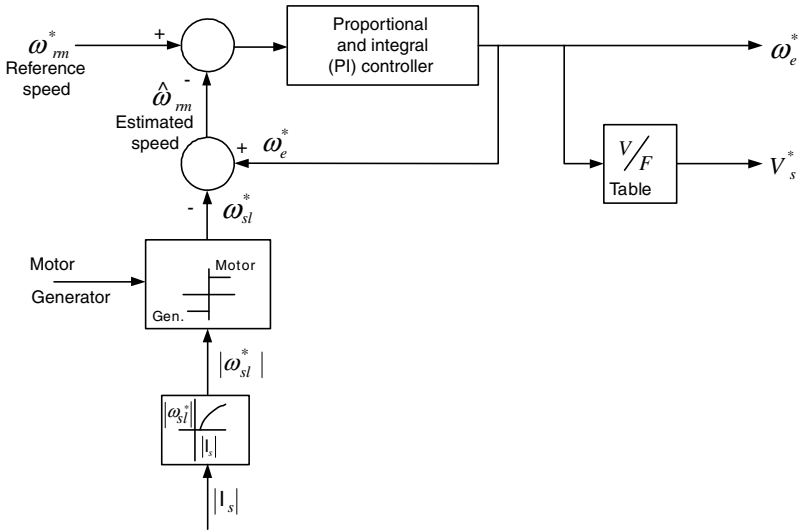 ω*rm
Reference
speed
+
-
Proportional
and integral
(PI) controller
ω*e
ω̂rm
Estimated
speed
+
ω*e
-
ω*sl
V/F
Table
V*s
Motor
Generator
Motor
Gen.
|ω*sl|
|ω*sl|
|Is|
|Is|